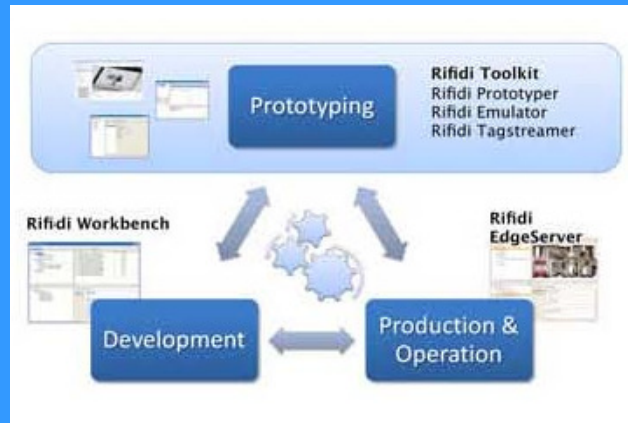 Prototyping
Rifidi Toolkit
Rifidi Prototyper
Rifidi Emulator
Rifidi Tagstreamer
Rifidi Workbench
Rifidi
EdgeServer
Development
Production &
Operation